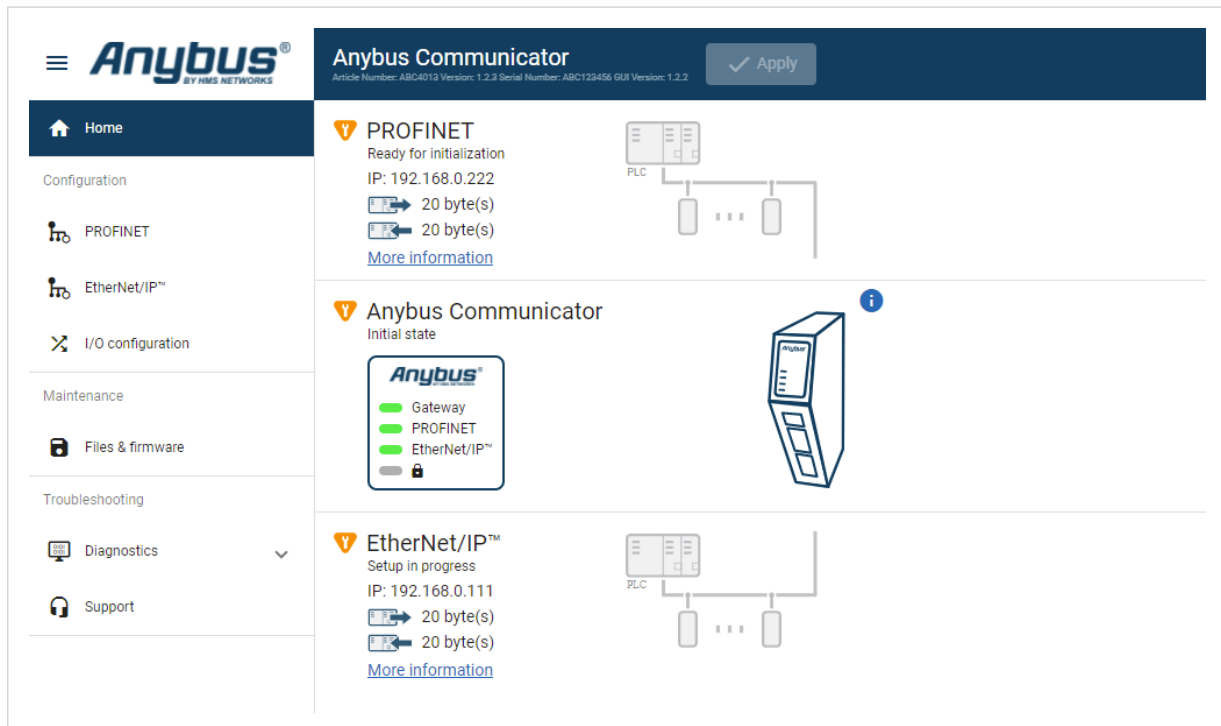 Anybus®
BY HMS NETWORKS
Anybus Communicator
Article Number: ABC4013 Version: 1.2.3 Serial Number: ABC123456 GUI Version: 1.2.2
Apply
Home
Configuration
PROFINET
EtherNet/IP™
I/O configuration
Maintenance
Files & firmware
Troubleshooting
Diagnostics
Support
PROFINET
Ready for initialization
IP: 192.168.0.222
20 byte(s)
20 byte(s)
More information
PLC
Anybus Communicator
Initial state
Anybus®
BY HMS NETWORKS
Gateway
PROFINET
EtherNet/IP™
Anybus
i
EtherNet/IP™
Setup in progress
IP: 192.168.0.111
20 byte(s)
20 byte(s)
More information
PLC